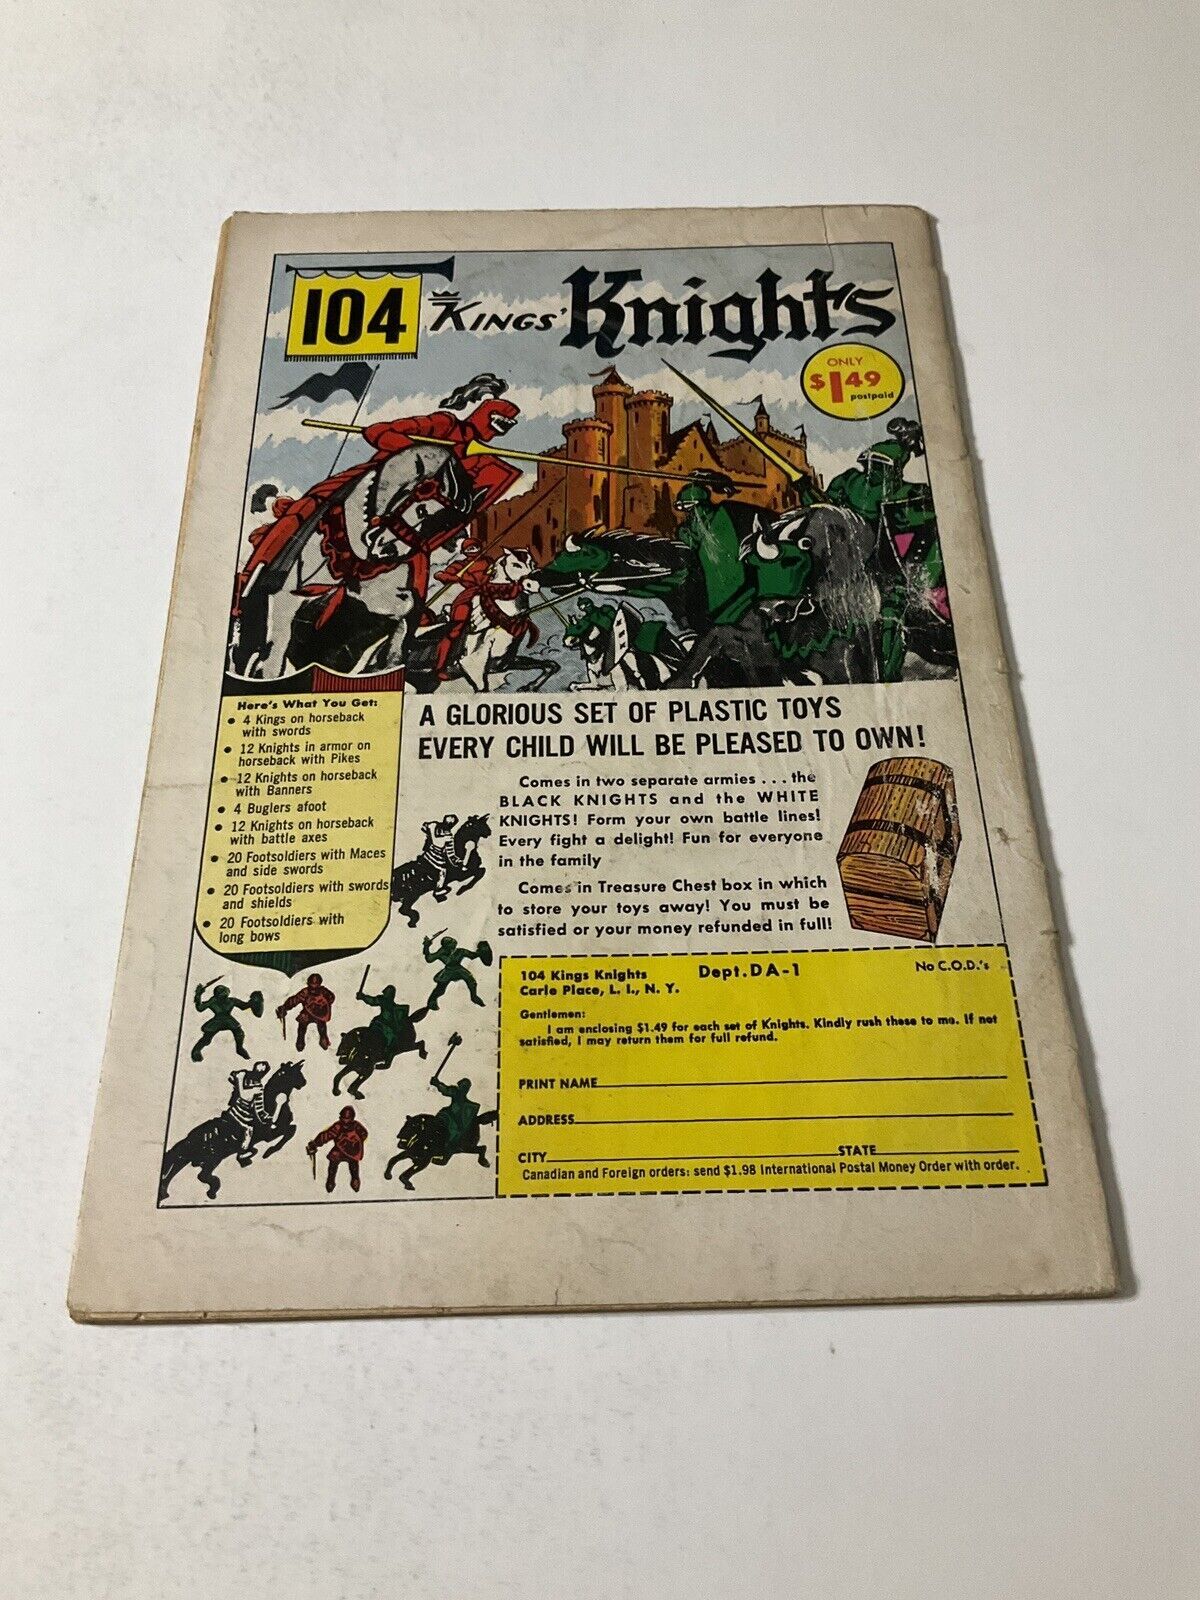 104 KINGS' Knights
ONLY
$1.49
postpaid
Here's What You Get:
• 4 Kings on horseback
with swords
• 12 Knights in armor on
horseback with Pikes
• 12 Knights on horseback
with Banners
• 4 Buglers afoot
• 12 Knights on horseback
with battle axes
• 20 Footsoldiers with Maces
and side swords
• 20 Footsoldiers with swords
and shields
• 20 Footsoldiers with
long bows
A GLORIOUS SET OF PLASTIC TOYS
EVERY CHILD WILL BE PLEASED TO OWN!
Comes in two separate armies . . . the
BLACK KNIGHTS and the WHITE
KNIGHTS! Form your own battle lines!
Every fight a delight! Fun for everyone
in the family
Comes in Treasure Chest box in which
to store your toys away! You must be
satisfied or your money refunded in full!
104 Kings Knights Dept. DA-1 No C.O.D.'s
Carle Place, L. I., N. Y.
Gentlemen:
I am enclosing $1.49 for each set of Knights. Kindly rush these to me. If not
satisfied, I may return them for full refund.
PRINT NAME
ADDRESS
CITY STATE
Canadian and Foreign orders: send $1.98 International Postal Money Order with order.